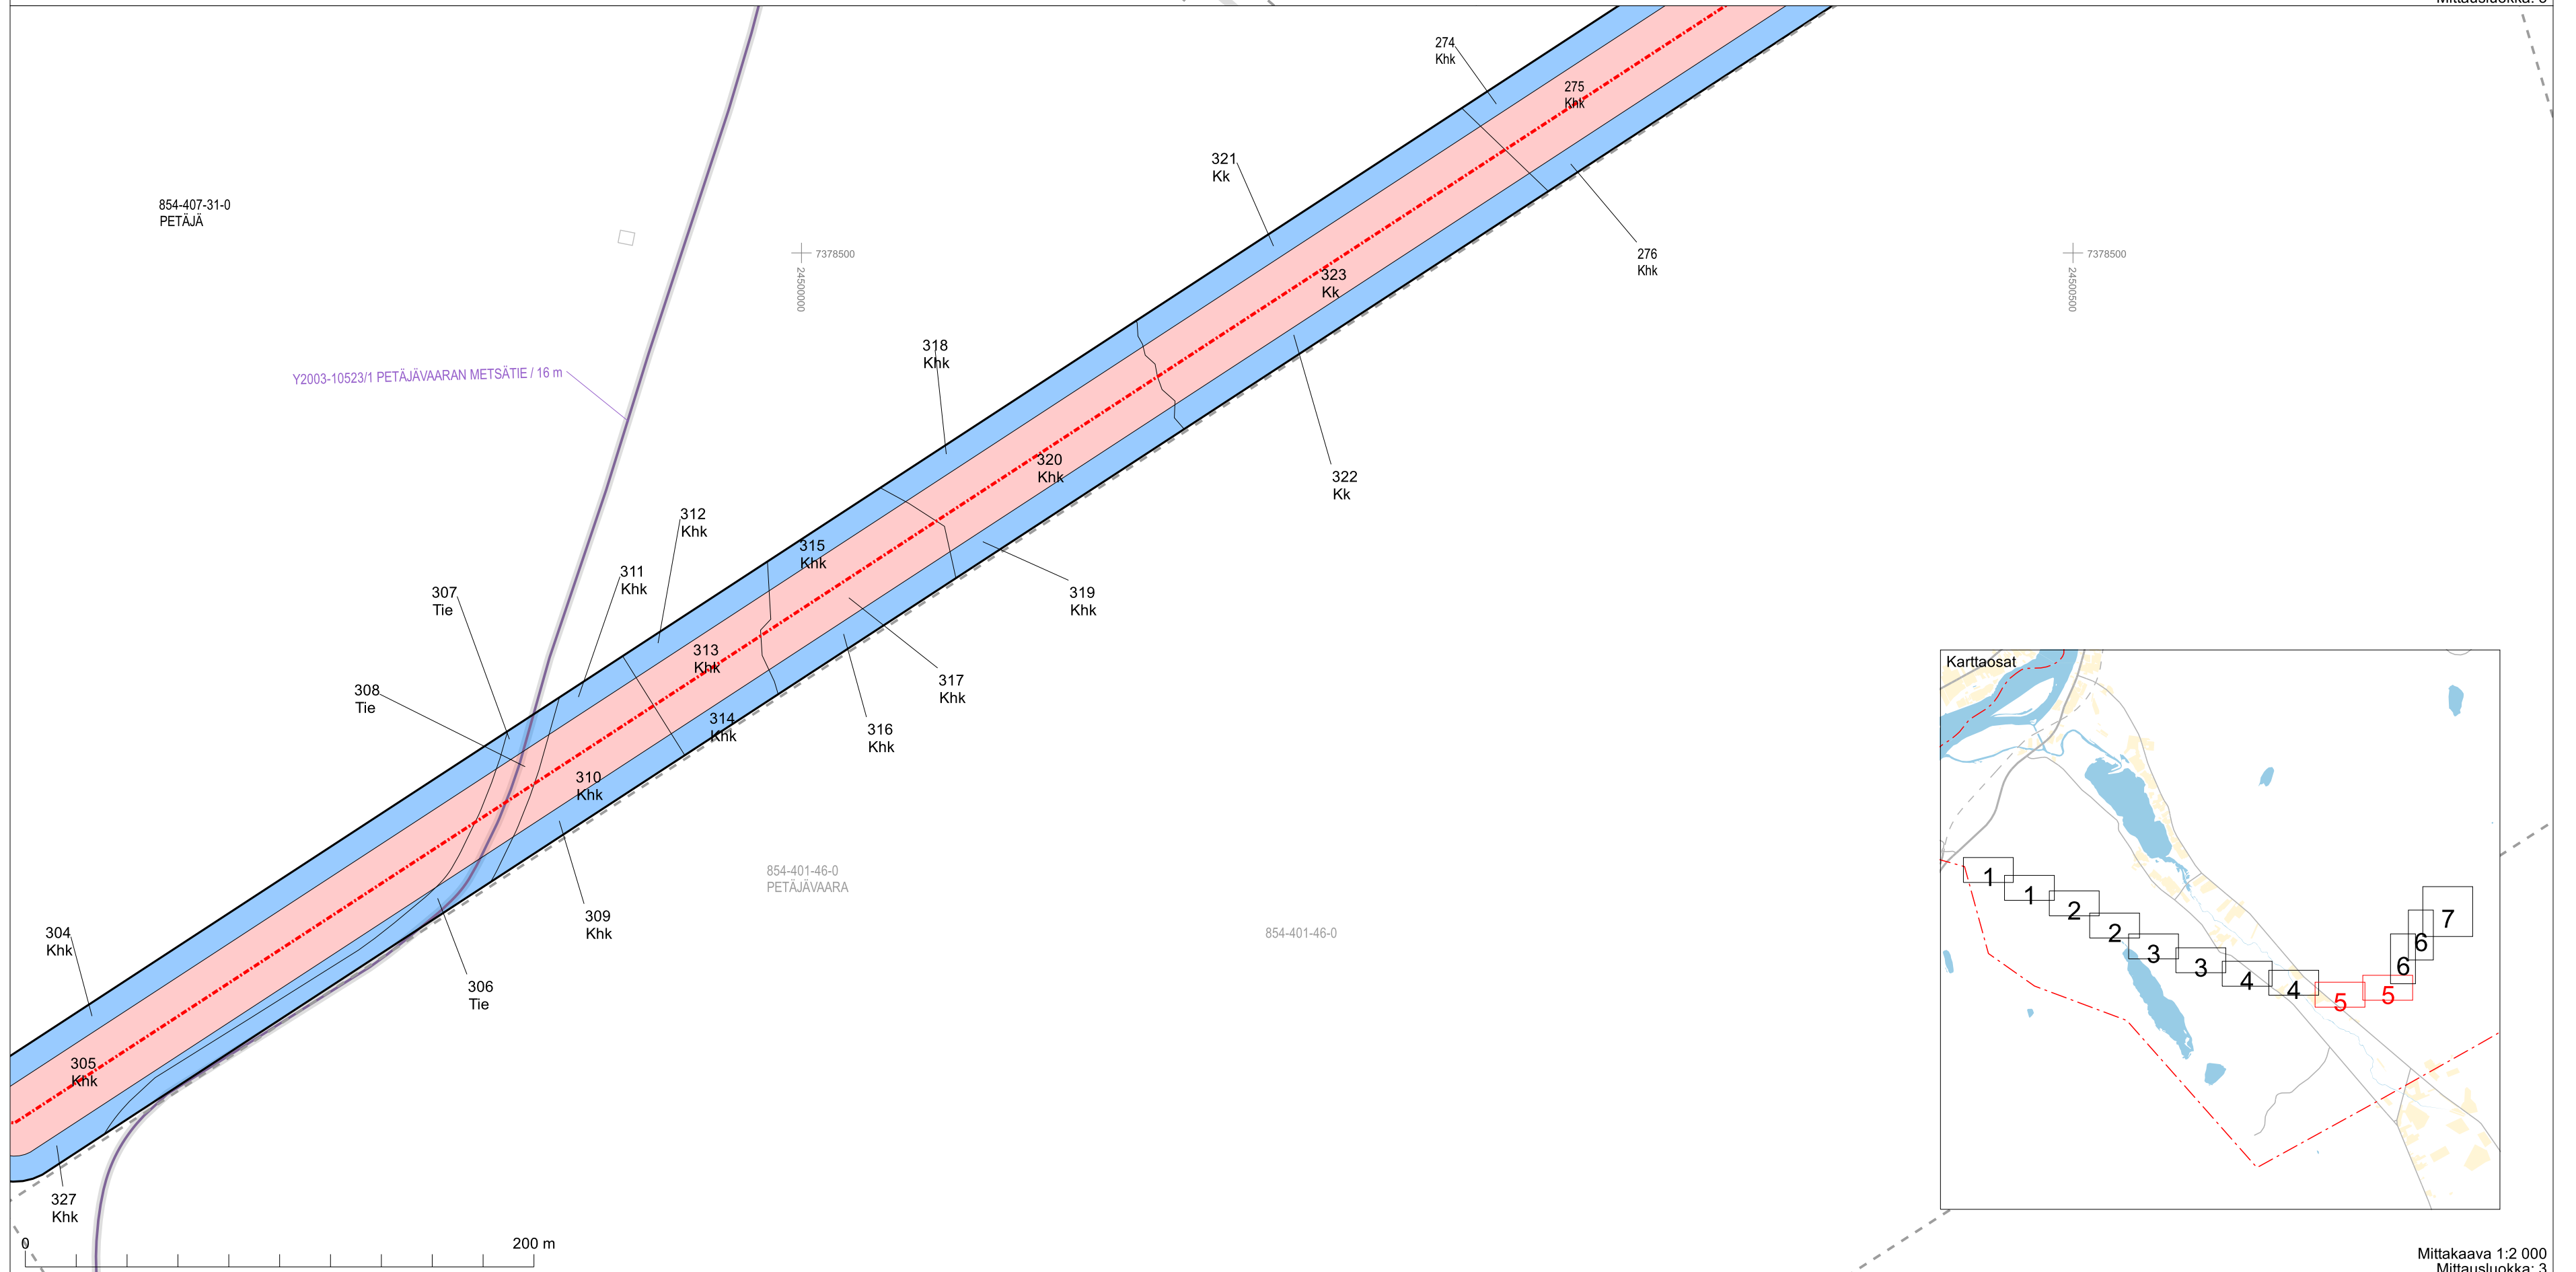 Mittausluokka: 3
274
Khk
275
Khk
321
Kk
854-407-31-0
PETÄJÄ
276
Khk
7378500
24500000
7378500
24500500
323
Kk
318
Khk
Y2003-10523/1 PETÄJÄVAARAN METSÄTIE / 16 m
320
Khk
322
Kk
312
Khk
315
Khk
311
Khk
307
Tie
319
Khk
313
Khk
317
Khk
308
Tie
314
Khk
316
Khk
310
Khk
854-401-46-0
PETÄJÄVAARA
309
Khk
854-401-46-0
304
Khk
306
Tie
305
Khk
327
Khk
0
200 m
Karttaosat
1
1
2
2
3
3
4
4
5
5
6
6
7
Mittakaava 1:2 000
Mittausluokka: 3